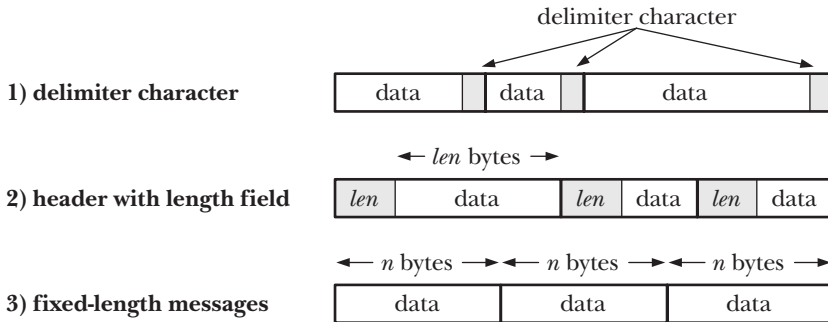 delimiter character
1) delimiter character data data data
len bytes
2) header with length field len data len data len data
n bytes n bytes n bytes
3) fixed-length messages data data data